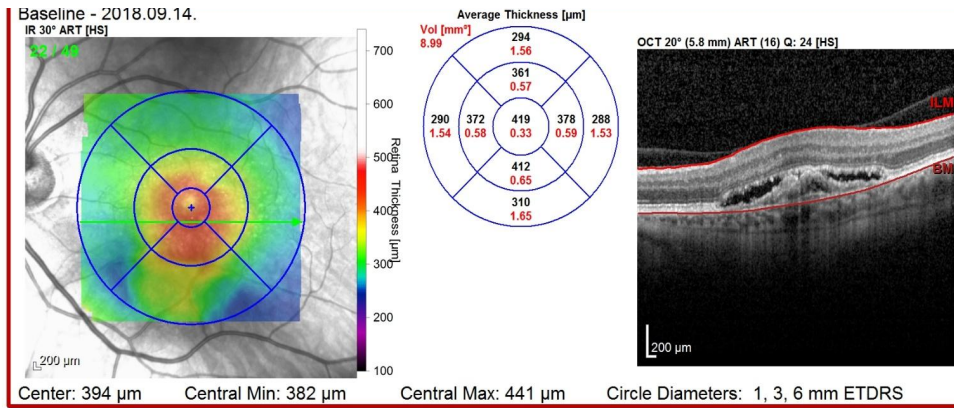 Baseline - 2018.09.14.
IR 30° ART [HS]
22 / 49
700
600
500
400
300
200
100
Retina Thickness [µm]
200 µm
Average Thickness [µm]
Vol [mm³]
8.99
294
1.56
361
0.57
290
1.54
372
0.58
419
0.33
378
0.59
288
1.53
412
0.65
310
1.65
OCT 20° (5.8 mm) ART (16) Q: 24 [HS]
ILM
BM
200 µm
Center: 394 µm Central Min: 382 µm Central Max: 441 µm Circle Diameters: 1, 3, 6 mm ETDRS